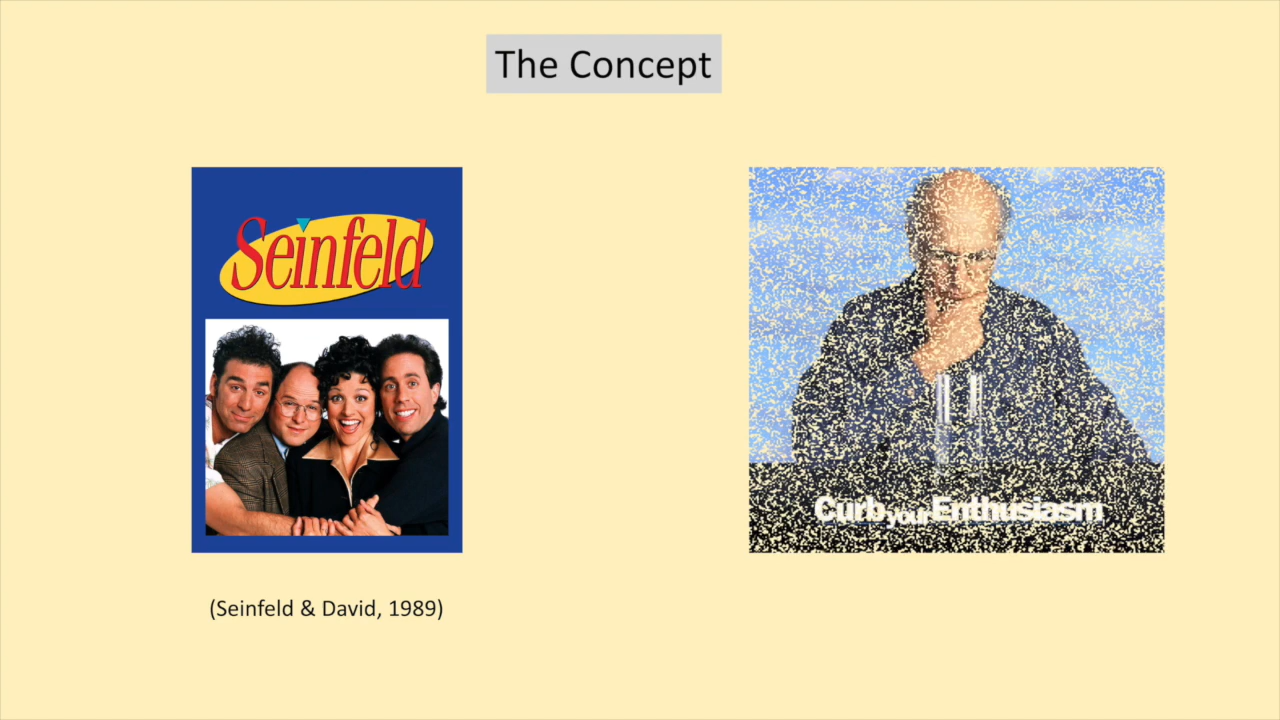 The Concept
Seinfeld
(Seinfeld & David, 1989)
Curb your Enthusiasm